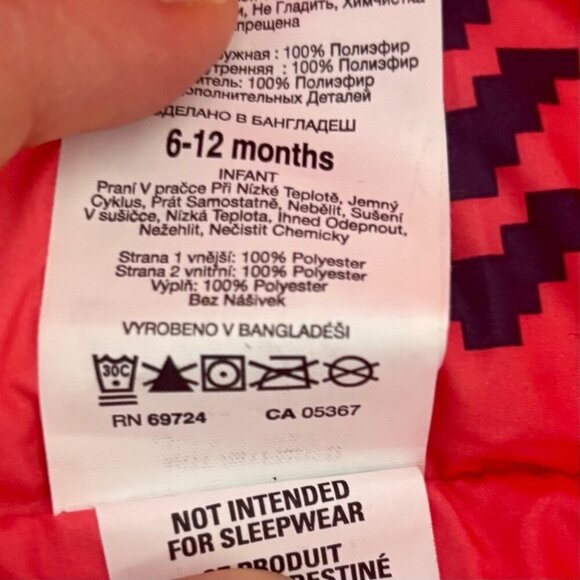 и, Не Гладить, Химчистка
прещена
ужная : 100% Полиэфир
утренняя : 100% Полиэфир
итель: 100% Полиэфир
ополнительных Деталей
ДЕЛАНО В БАНГЛАДЕШ
6-12 months
INFANT
Praní V pračce Při Nízké Teplotě, Jemný
Cyklus, Prát Samostatně, Nebělit, Sušení
V sušičce, Nízká Teplota, Ihned Odepnout,
Nežehlit, Nečistit Chemicky
Strana 1 vnější: 100% Polyester
Strana 2 vnitřní: 100% Polyester
Výplň: 100% Polyester
Bez Nášivek
VYROBENO V BANGLADÉŠI
30C
RN 69724 CA 05367
NOT INTENDED
FOR SLEEPWEAR
PRODUIT
DESTINÉ